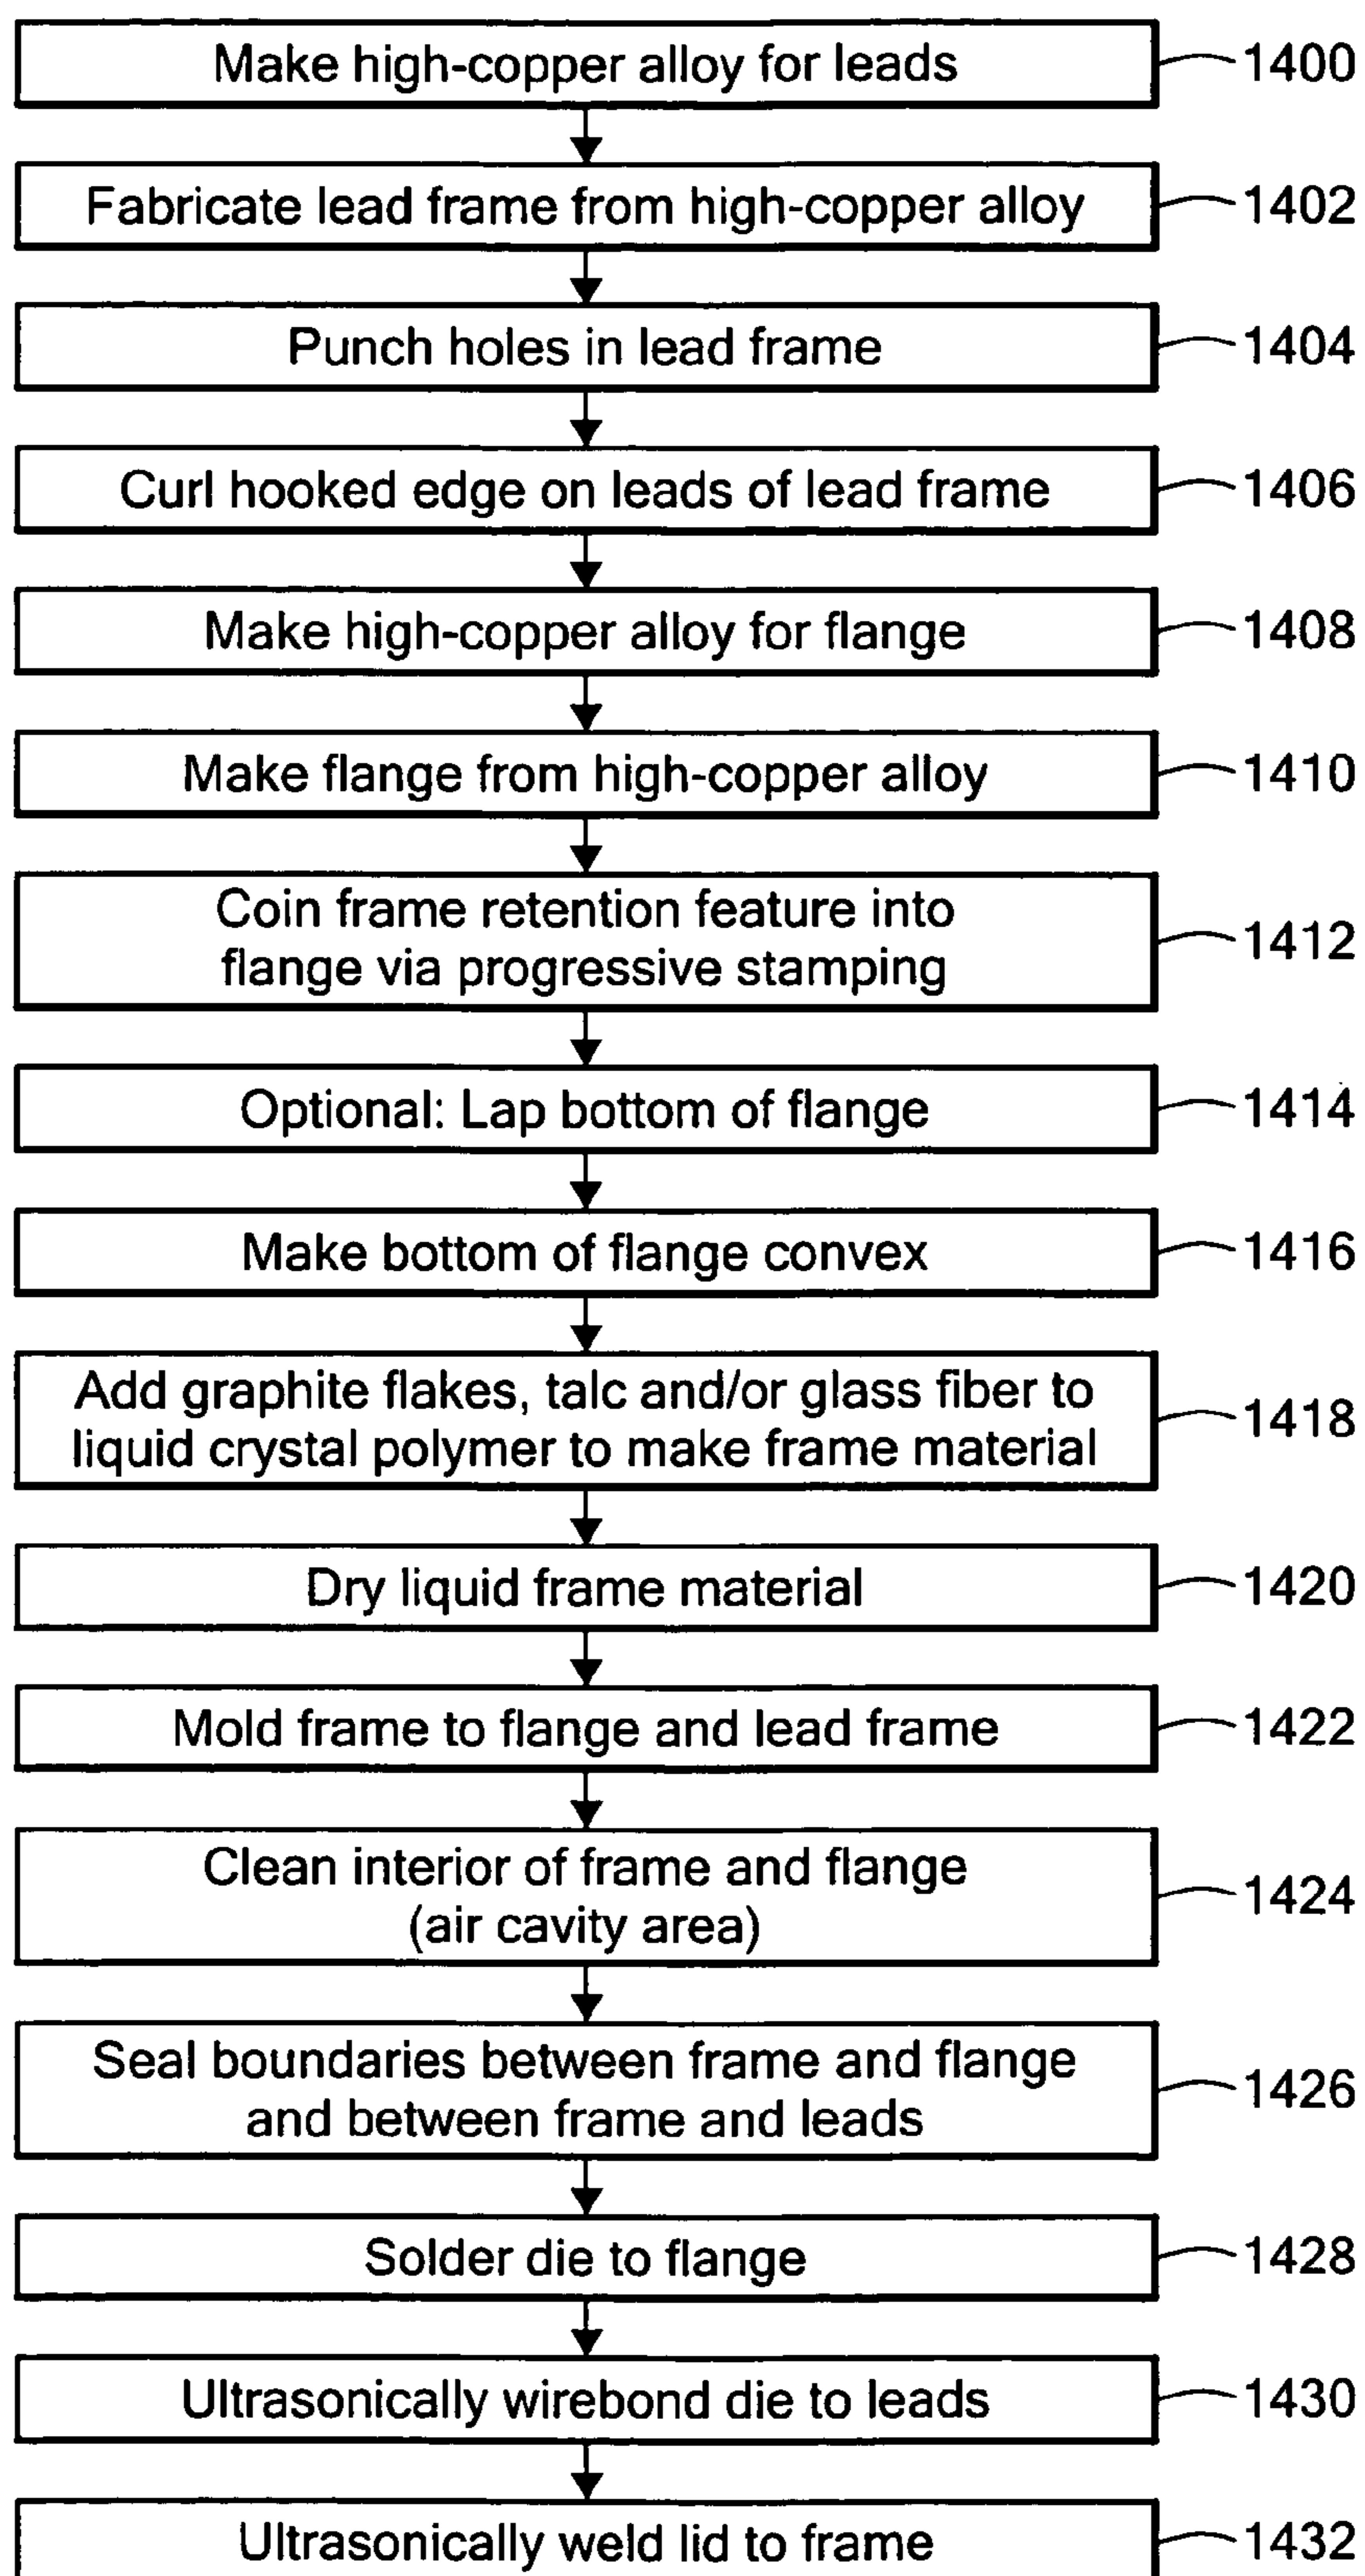 Make high-copper alloy for leads
1400
Fabricate lead frame from high-copper alloy
1402
Punch holes in lead frame
1404
Curl hooked edge on leads of lead frame
1406
Make high-copper alloy for flange
1408
Make flange from high-copper alloy
1410
Coin frame retention feature into
flange via progressive stamping
1412
Optional: Lap bottom of flange
1414
Make bottom of flange convex
1416
Add graphite flakes, talc and/or glass fiber to
liquid crystal polymer to make frame material
1418
Dry liquid frame material
1420
Mold frame to flange and lead frame
1422
Clean interior of frame and flange
(air cavity area)
1424
Seal boundaries between frame and flange
and between frame and leads
1426
Solder die to flange
1428
Ultrasonically wirebond die to leads
1430
Ultrasonically weld lid to frame
1432